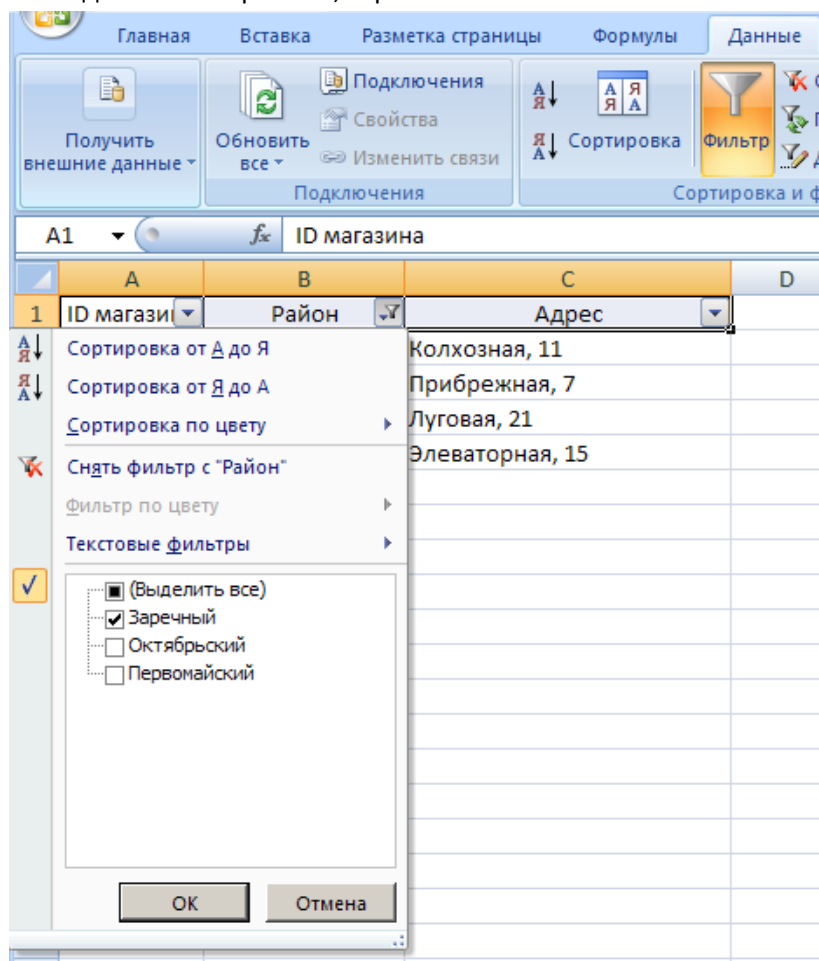 Главная Вставка Разметка страницы Формулы Данные
Получить внешние данные
Обновить все
Подключения
Свойства
Изменить связи
Подключения
Сортировка
Фильтр
Сортировка и ф
A1 fx ID магазина
A B C D
1 ID магази Район Адрес
Сортировка от А до Я Колхозная, 11
Сортировка от Я до А Прибрежная, 7
Сортировка по цвету Луговая, 21
Снять фильтр с "Район" Элеваторная, 15
Фильтр по цвету
Текстовые фильтры
(Выделить все)
Заречный
Октябрьский
Первомайский
ОК Отмена